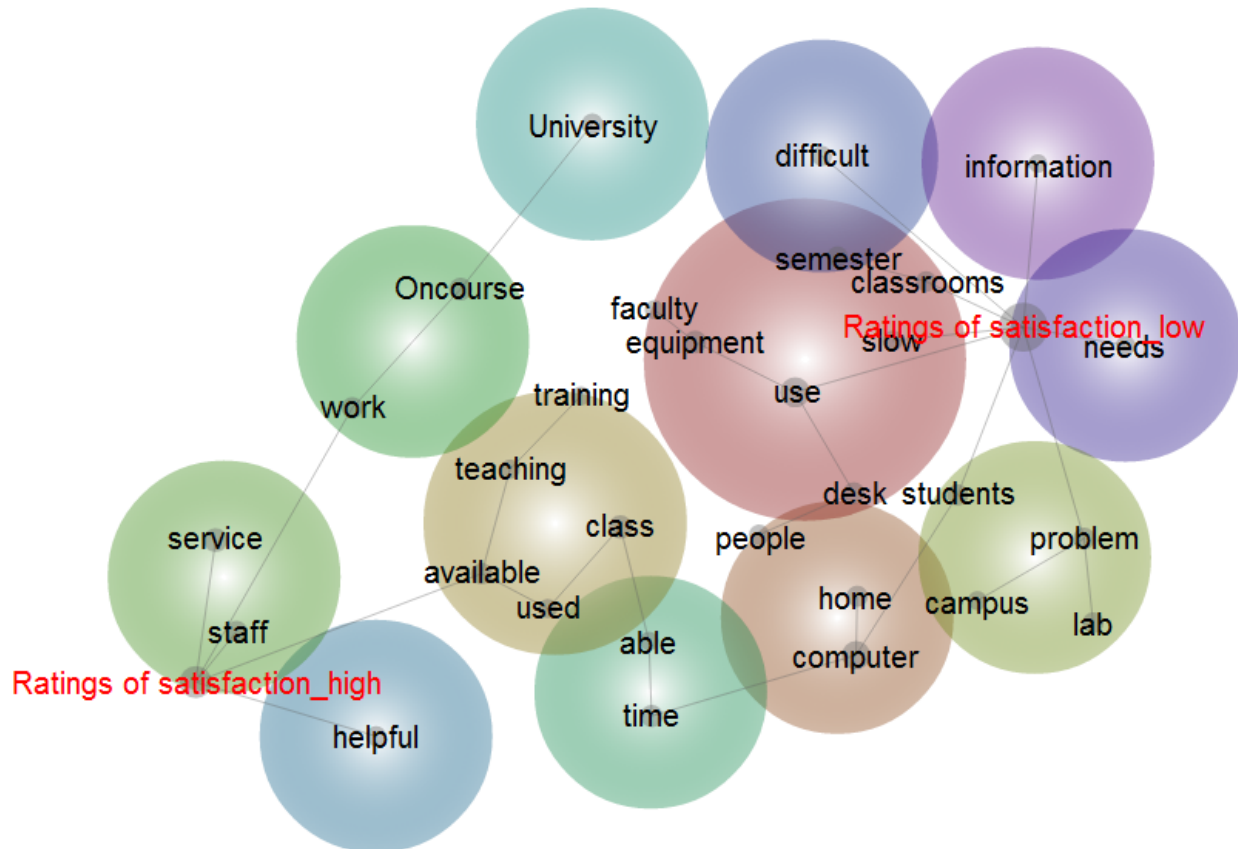 University
difficult
information
semester
classrooms
Oncourse
faculty
Ratings of satisfaction_low
equipment
slow
needs
use
training
work
teaching
desk
students
class
service
people
problem
available
home
campus
used
lab
staff
able
computer
Ratings of satisfaction_high
time
helpful